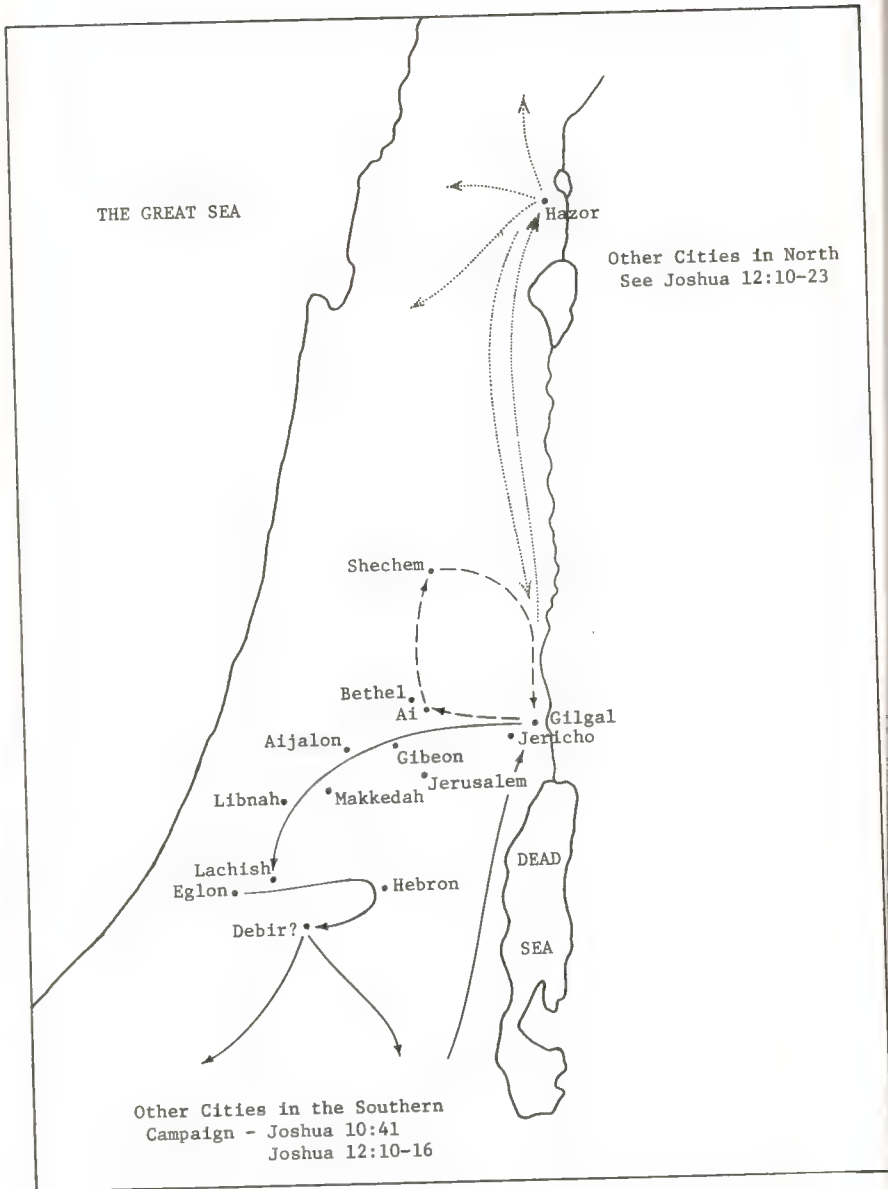 THE GREAT SEA
Hazor
Other Cities in North
See Joshua 12:10-23
Shechem
Bethel
Ai
Gilgal
Jericho
Aijalon
Gibeon
Jerusalem
Libnah
Makkedah
Lachish
Eglon
Hebron
Debir?
DEAD
SEA
Other Cities in the Southern
Campaign - Joshua 10:41
Joshua 12:10-16